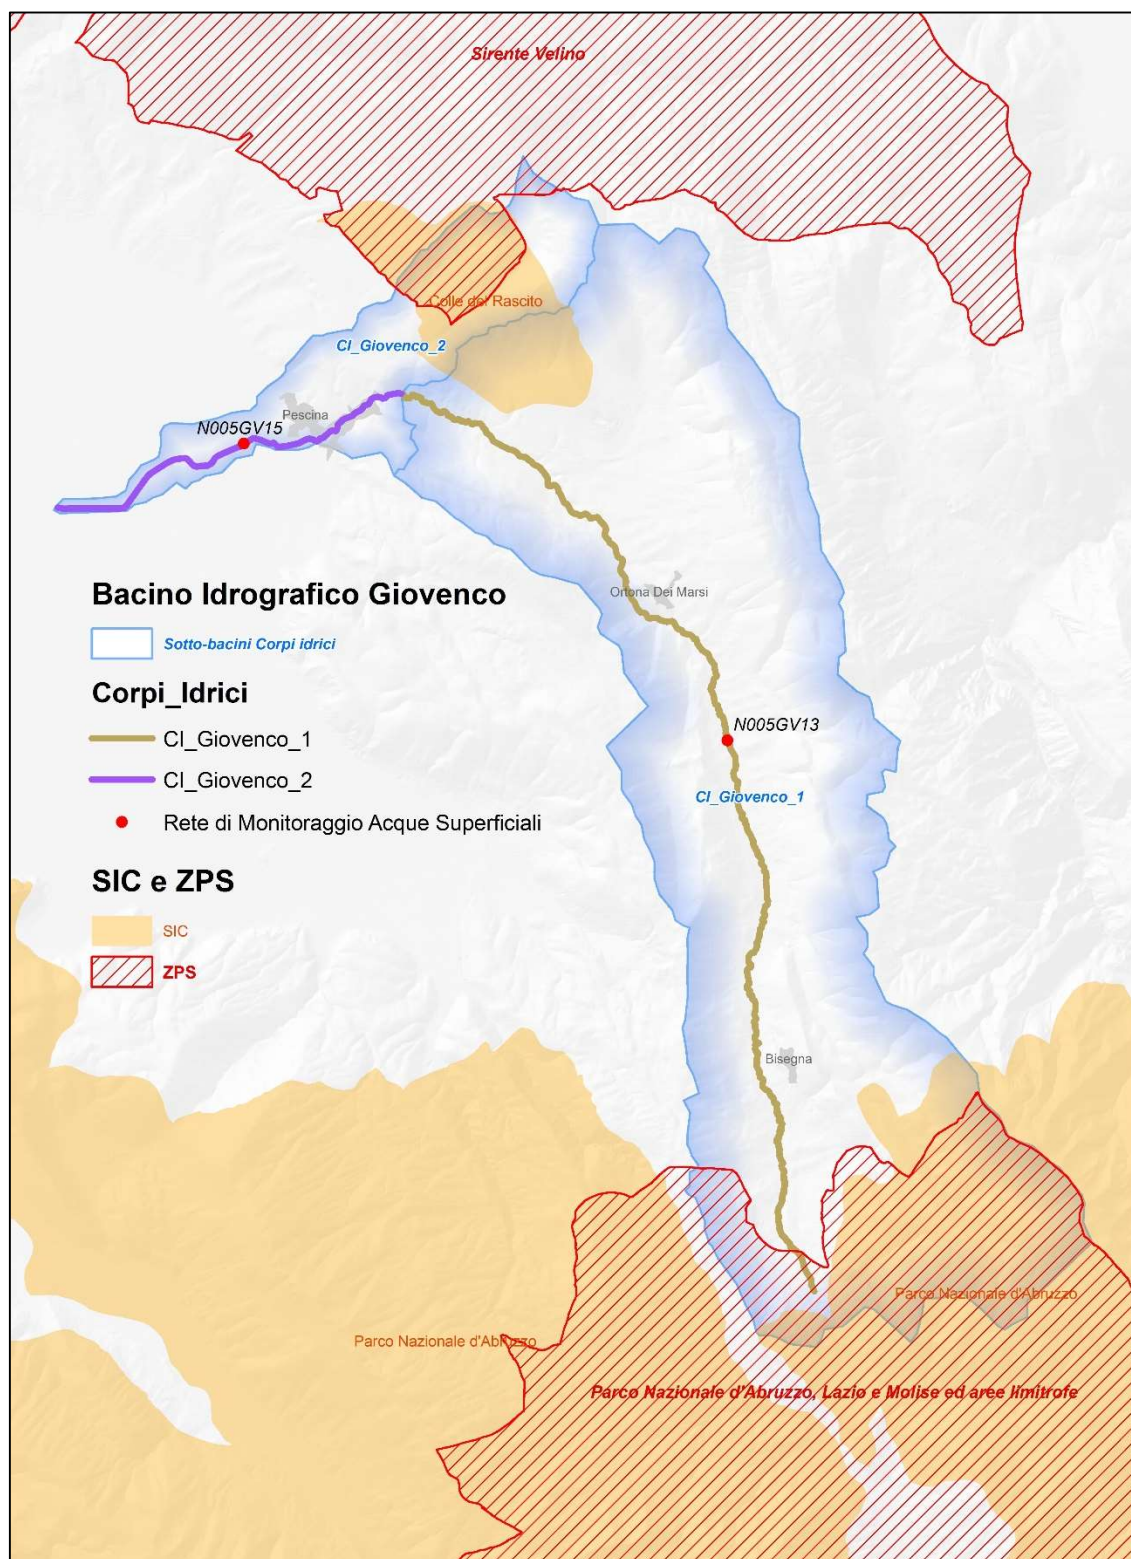 Sirente Velino
Colle del Rascito
CI_Giovenco_2
Pescina
N005GV15
Bacino Idrografico Giovenco
Sotto-bacini Corpi idrici
Corpi_Idrici
CI_Giovenco_1
CI_Giovenco_2
Rete di Monitoraggio Acque Superficiali
SIC e ZPS
SIC
ZPS
Ortona Dei Marsi
N005GV13
CI_Giovenco_1
Bisegna
Parco Nazionale d'Abruzzo
Parco Nazionale d'Abruzzo
Parco Nazionale d'Abruzzo, Lazio e Molise ed aree limitrofe